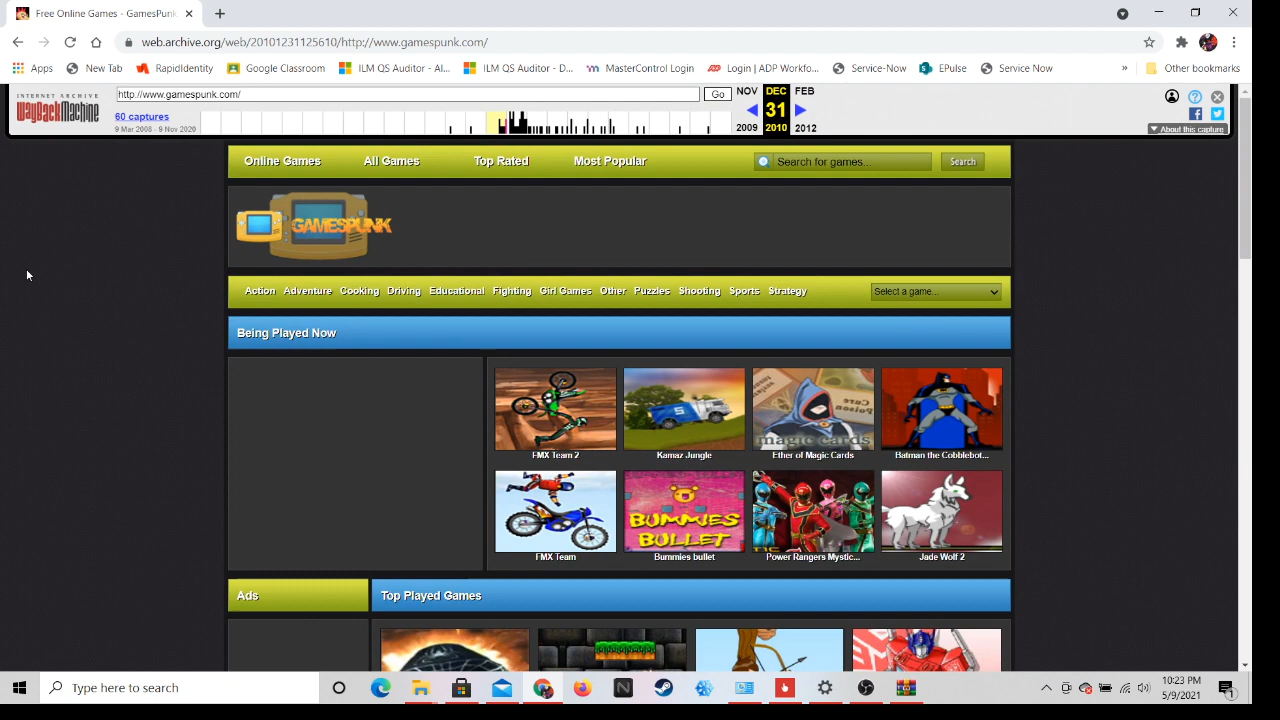 Free Online Games - GamesPunk
web.archive.org/web/20101231125610/http://www.gamespunk.com/
Apps New Tab RapidIdentity Google Classroom ILM QS Auditor - Al... ILM QS Auditor - D... MasterControl Login Login | ADP Workfo... Service-Now EPulse Service Now » Other bookmarks
INTERNET ARCHIVE
WayBackMachine
http://www.gamespunk.com/ Go
60 captures
9 Mar 2008 - 9 Nov 2020
NOV DEC FEB
31
2009 2010 2012
About this capture
Online Games All Games Top Rated Most Popular Search for games... Search
GAMESPUNK
Action Adventure Cooking Driving Educational Fighting Girl Games Other Puzzles Shooting Sports Strategy Select a game...
Being Played Now
Cure
Poison
magic cards
FMX Team 2 Kamaz Jungle Ether of Magic Cards Batman the Cobblebot...
BUMMIES
BULLET
FMX Team Bummies bullet Power Rangers Mystic... Jade Wolf 2
Ads Top Played Games
Type here to search
10:23 PM
5/9/2021